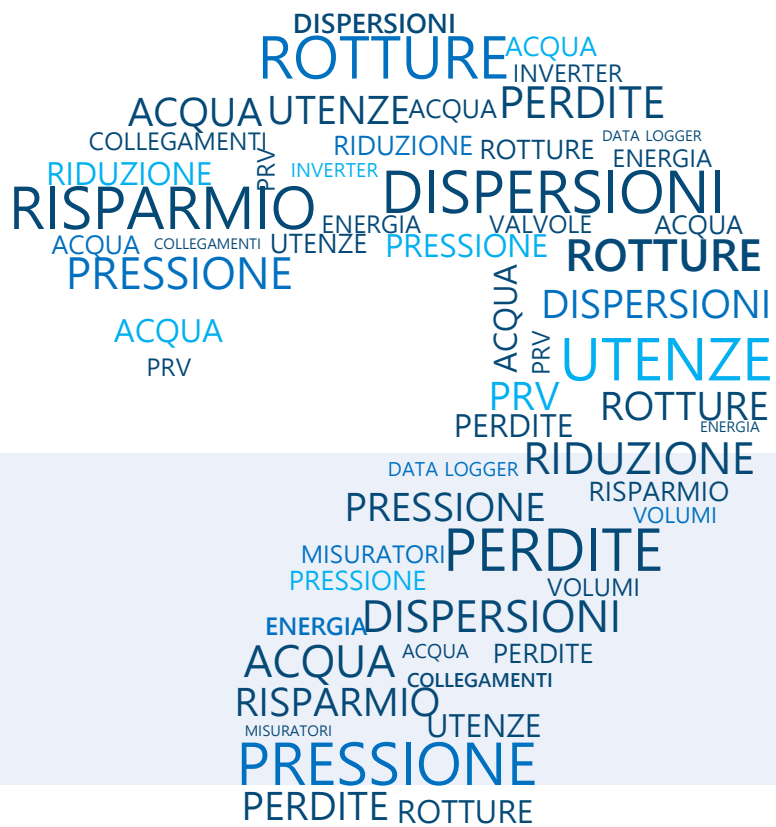 DISPERSIONI
ROTTURE ACQUA
INVERTER
ACQUA UTENZE ACQUA PERDITE
COLLEGAMENTI PRV RIDUZIONE ROTTURE DATA LOGGER
ENERGIA
RIDUZIONE INVERTER DISPERSIONI
RISPARMIO ENERGIA VALVOLE ACQUA
ACQUA COLLEGAMENTI UTENZE PRESSIONE ROTTURE
PRESSIONE
ACQUA DISPERSIONI
ACQUA PRV UTENZE
PRV
PRV ROTTURE
PERDITE ENERGIA
DATA LOGGER RIDUZIONE
PRESSIONE RISPARMIO
VOLUMI
MISURATORI PERDITE
PRESSIONE VOLUMI
ENERGIA DISPERSIONI
ACQUA ACQUA PERDITE
COLLEGAMENTI
RISPARMIO
MISURATORI UTENZE
PRESSIONE
PERDITE ROTTURE